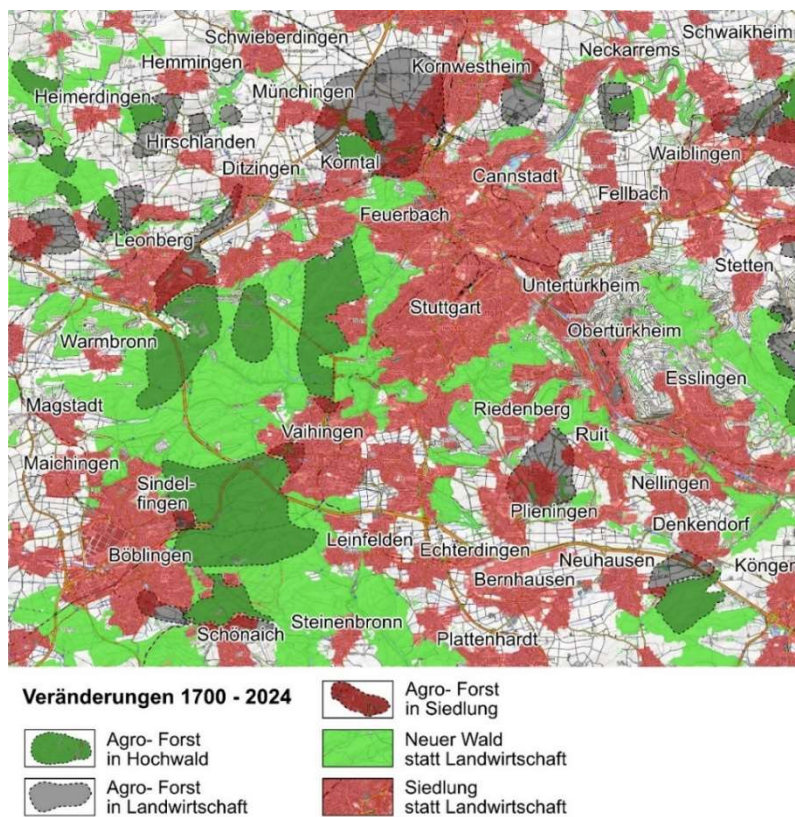 Schwieberdingen
Schwaikheim
Neckarrems
Hemmingen
Kornwestheim
Heimerdingen
Münchingen
Hirschlanden
Waiblingen
Ditzingen
Korntal
Cannstadt
Fellbach
Feuerbach
Leonberg
Stetten
Untertürkheim
Stuttgart
Obertürkheim
Warmbronn
Esslingen
Magstadt
Riedenberg
Vaihingen
Ruit
Maichingen
Sindel-
fingen
Nellingen
Plieningen
Denkendorf
Leinfelden
Böblingen
Echterdingen
Neuhausen
Köngen
Bernhausen
Steinenbronn
Schönaich
Plattenhardt
Veränderungen 1700 - 2024
Agro- Forst
in Hochwald
Agro- Forst
in Landwirtschaft
Agro- Forst
in Siedlung
Neuer Wald
statt Landwirtschaft
Siedlung
statt Landwirtschaft